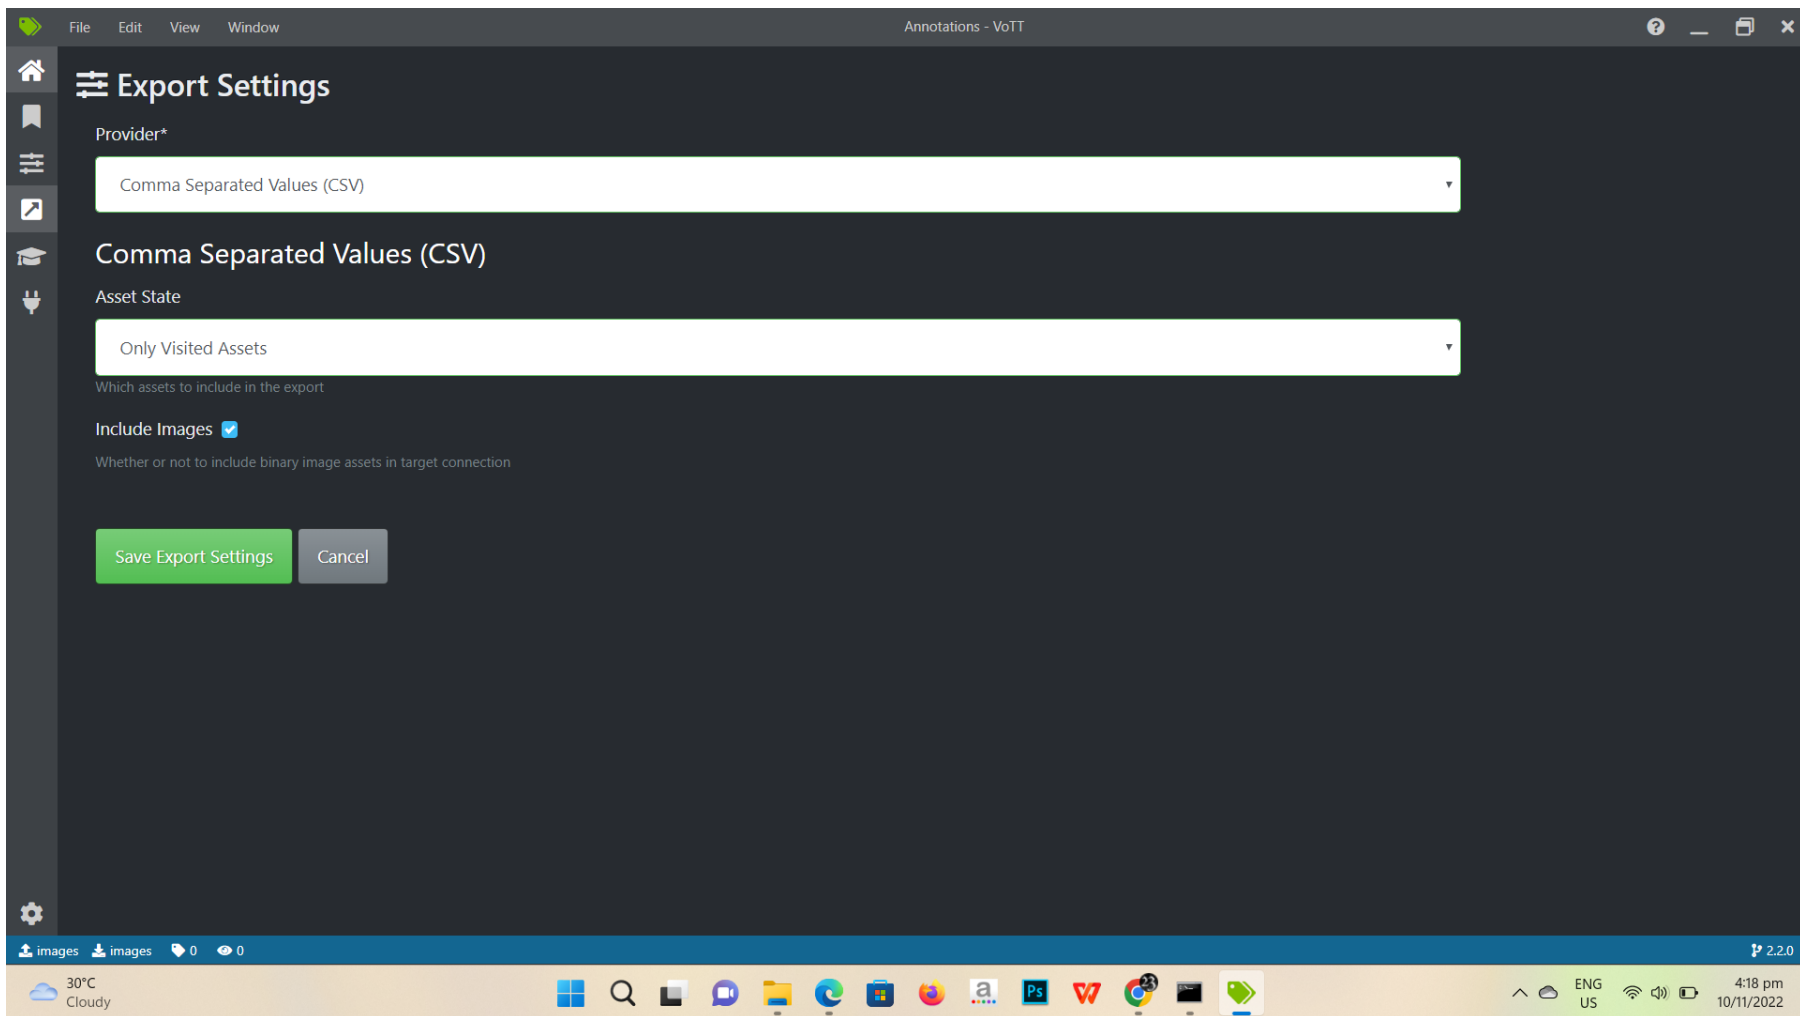 File Edit View Window Annotations - VoTT
Export Settings
Provider*
Comma Separated Values (CSV)
Comma Separated Values (CSV)
Asset State
Only Visited Assets
Which assets to include in the export
Include Images
Whether or not to include binary image assets in target connection
Save Export Settings Cancel
images images 0 0 2.2.0
30°C
Cloudy
a
Ps
23
ENG
US
4:18 pm
10/11/2022